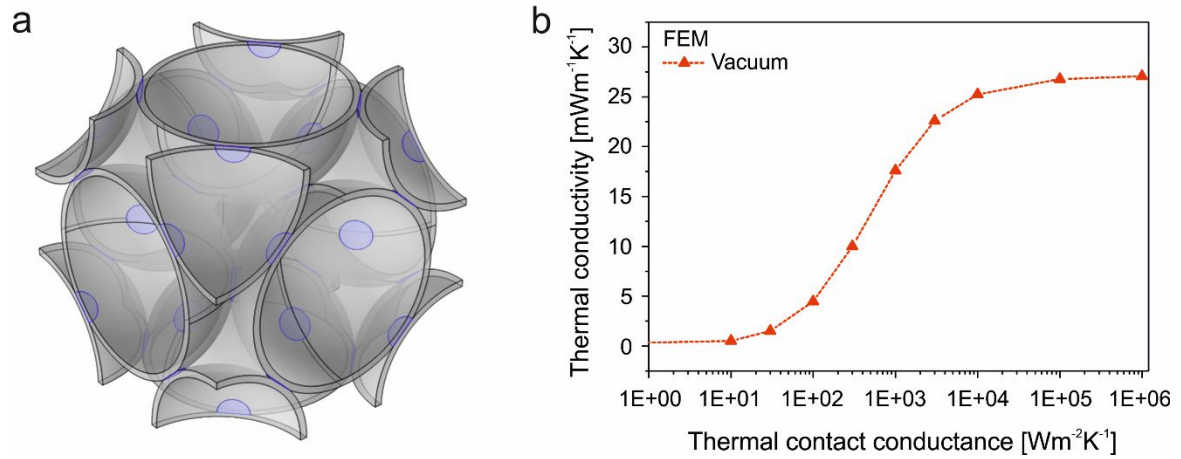 a
b
FEM
Vacuum
Thermal conductivity [mWm⁻¹K⁻¹]
30
25
20
15
10
5
0
1E+00 1E+01 1E+02 1E+03 1E+04 1E+05 1E+06
Thermal contact conductance [Wm⁻²K⁻¹]